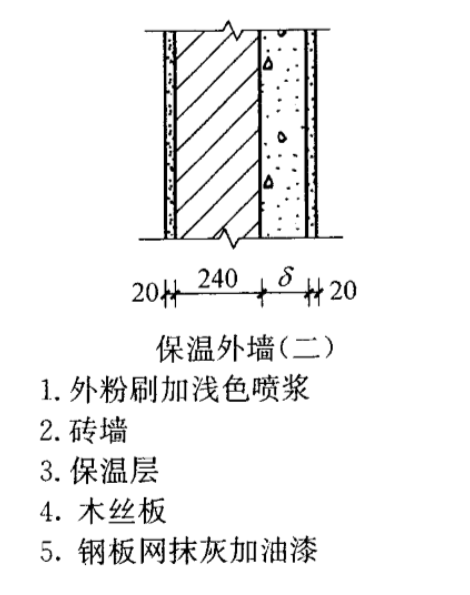 20 240 δ 20
保温外墙(二)
1. 外粉刷加浅色喷浆
2. 砖墙
3. 保温层
4. 木丝板
5. 钢板网抹灰加油漆